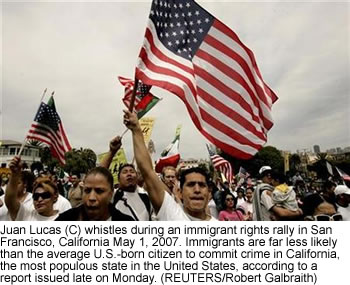 Juan Lucas (C) whistles during an immigrant rights rally in San
Francisco, California May 1, 2007. Immigrants are far less likely
than the average U.S.-born citizen to commit crime in California,
the most populous state in the United States, according to a
report issued late on Monday. (REUTERS/Robert Galbraith)